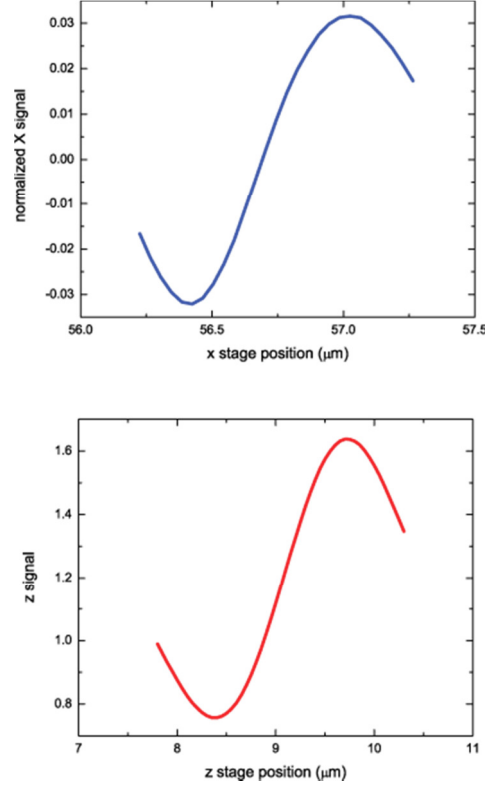 0.03
0.02
0.01
0.00
-0.01
-0.02
-0.03
normalized X signal
56.0 56.5 57.0 57.5
x stage position (μm)
1.6
1.4
1.2
1.0
0.8
z signal
7 8 9 10 11
z stage position (μm)